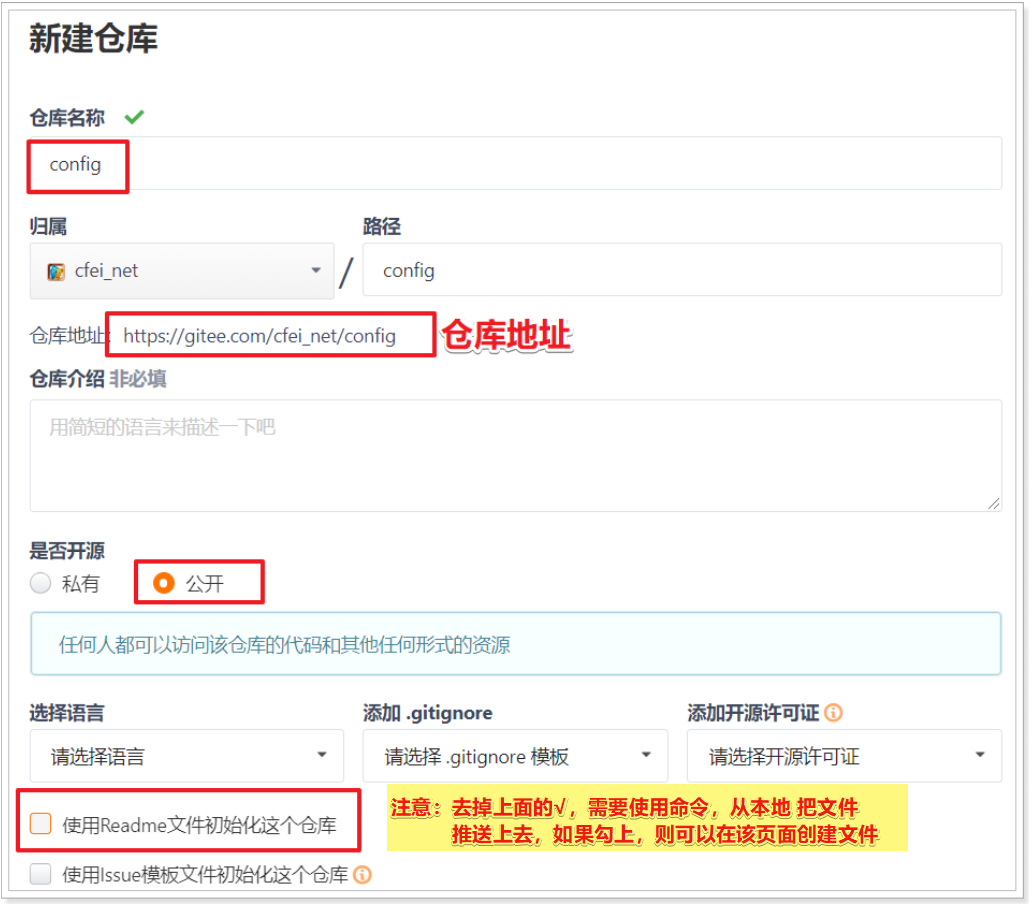 新建仓库
仓库名称
config
归属
路径
cfei_net
/
config
仓库地址: https://gitee.com/cfei_net/config
仓库地址
仓库介绍 非必填
用简短的语言来描述一下吧
是否开源
私有
公开
任何人都可以访问该仓库的代码和其他任何形式的资源
选择语言
添加 .gitignore
添加开源许可证
请选择语言
请选择 .gitignore 模板
请选择开源许可证
使用Readme文件初始化这个仓库
注意：去掉上面的√，需要使用命令，从本地 把文件
推送上去，如果勾上，则可以在该页面创建文件
使用Issue模板文件初始化这个仓库